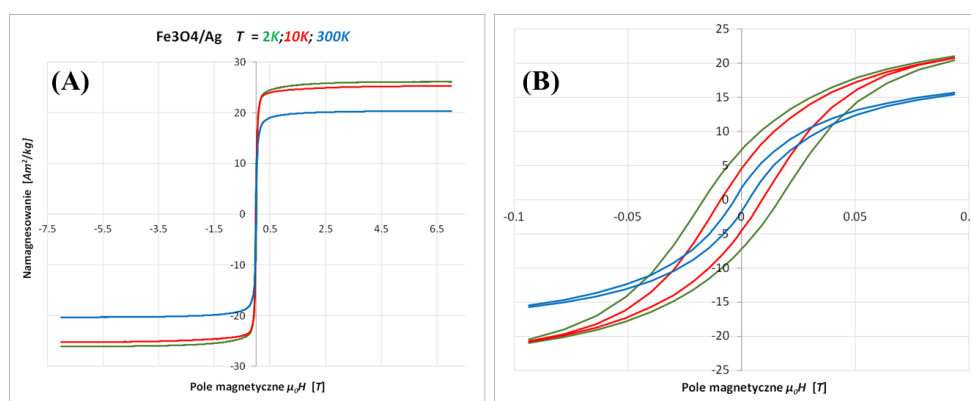 Fe3O4/Ag T = 2K;10K; 300K
(A)
30
20
10
0
-10
-20
-30
-7.5 -5.5 -3.5 -1.5 0.5 2.5 4.5 6.5
Namagnesowanie [Am²/kg]
Pole magnetyczne μ₀H [T]
(B)
25
20
15
10
5
0
-5
-10
-15
-20
-25
-0.1 -0.05 0 0.05
Pole magnetyczne μ₀H [T]